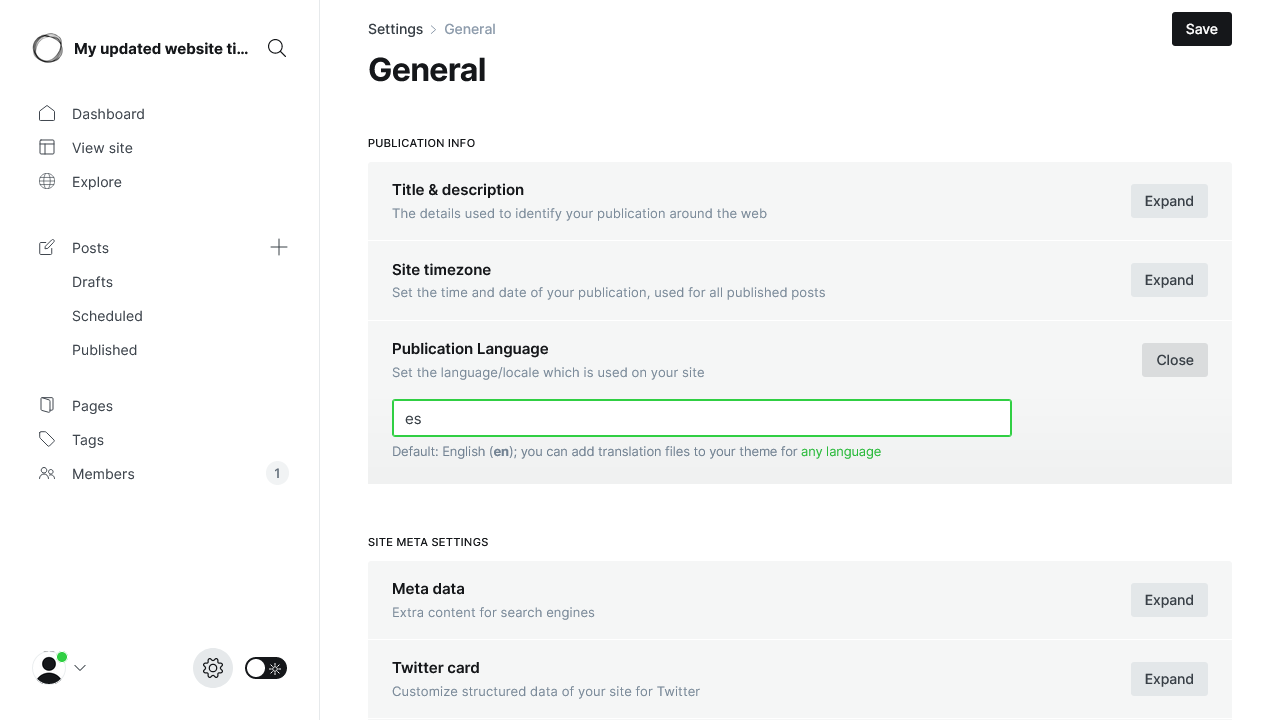 My updated website ti…
Dashboard
View site
Explore
Posts
Drafts
Scheduled
Published
Pages
Tags
Members
1
Settings
General
Save
General
PUBLICATION INFO
Title & description
The details used to identify your publication around the web
Expand
Site timezone
Set the time and date of your publication, used for all published posts
Expand
Publication Language
Set the language/locale which is used on your site
Close
es
Default: English (en); you can add translation files to your theme for any language
SITE META SETTINGS
Meta data
Extra content for search engines
Expand
Twitter card
Customize structured data of your site for Twitter
Expand